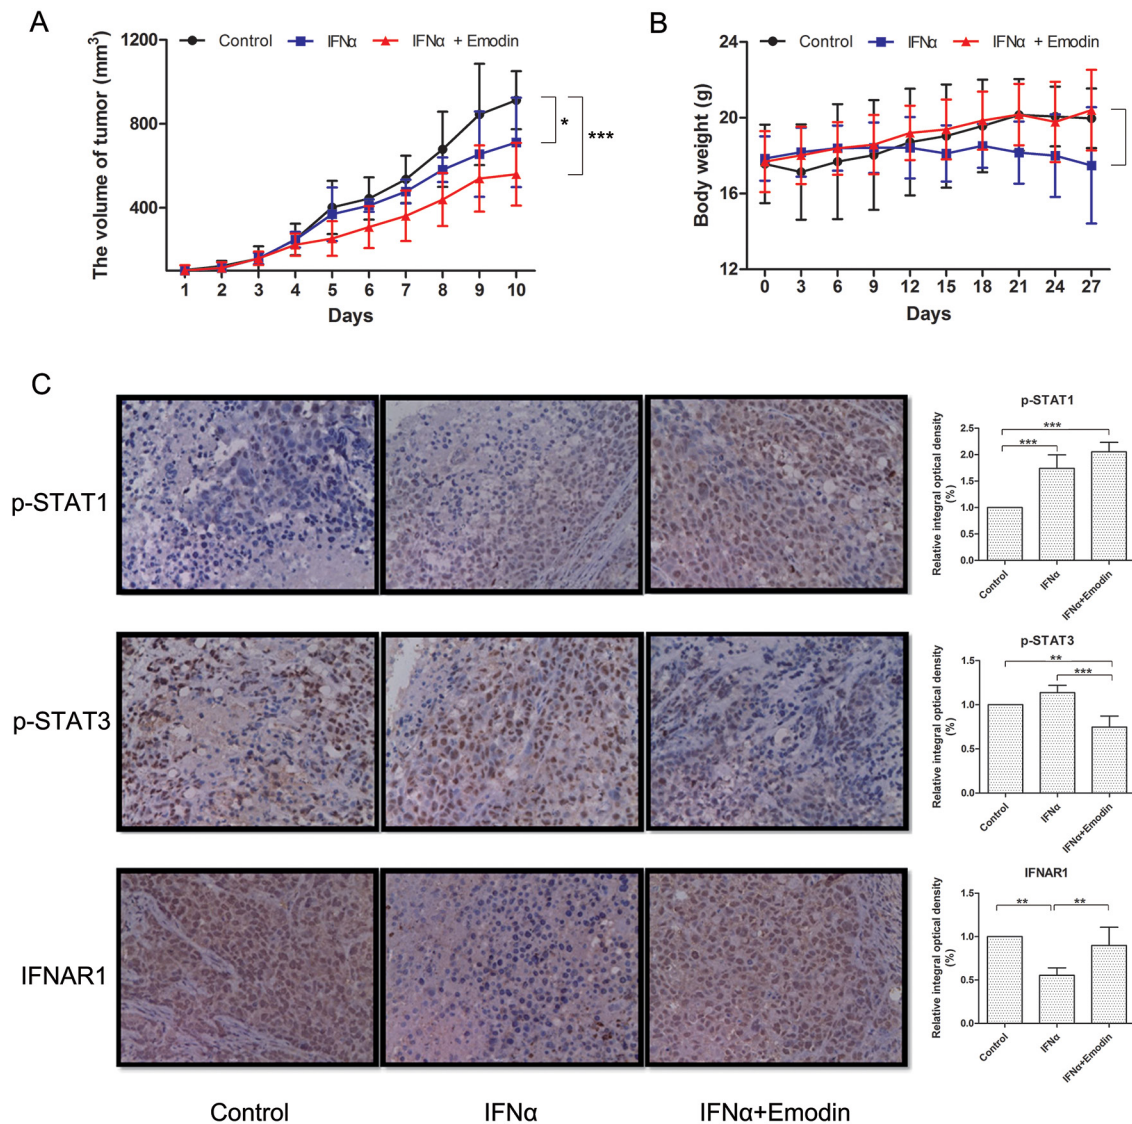 A
Control IFNα IFNα + Emodin
The volume of tumor (mm3)
1200
800
400
*
***
1 2 3 4 5 6 7 8 9 10
Days
B
Control IFNα IFNα + Emodin
Body weight (g)
24
20
16
12
0 3 6 9 12 15 18 21 24 27
Days
C
p-STAT1
p-STAT1
Relative integral optical density
(%)
2.5
2.0
1.5
1.0
0.5
0.0
***
***
Control IFNα IFNα+Emodin
p-STAT3
p-STAT3
Relative integral optical density
(%)
1.5
1.0
0.5
0.0
**
***
Control IFNα IFNα+Emodin
IFNAR1
IFNAR1
Relative integral optical density
(%)
1.5
1.0
0.5
0.0
** **
Control IFNα IFNα+Emodin
Control IFNα IFNα+Emodin